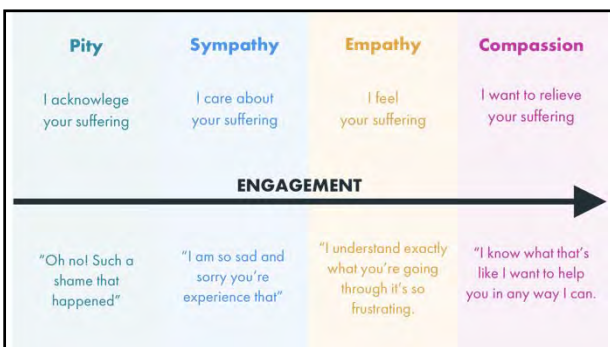 Pity
I acknowlege
your suffering
Sympathy
I care about
your suffering
Empathy
I feel
your suffering
Compassion
I want to relieve
your suffering
ENGAGEMENT
"Oh no! Such a
shame that
happened"
"I am so sad and
sorry you're
experience that"
"I understand exactly
what you're going
through it's so
frustrating.
"I know what that's
like I want to help
you in any way I can.